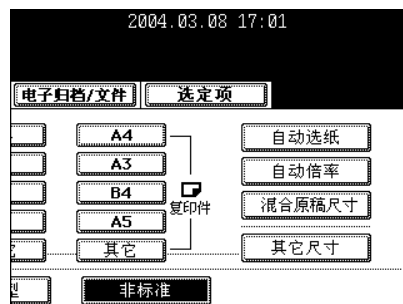 2004.03.08 17:01
电子归档/文件 选定项
A4 自动选纸
A3 自动倍率
B4 复印件 混合原稿尺寸
A5
其它 其它尺寸
型 非标准